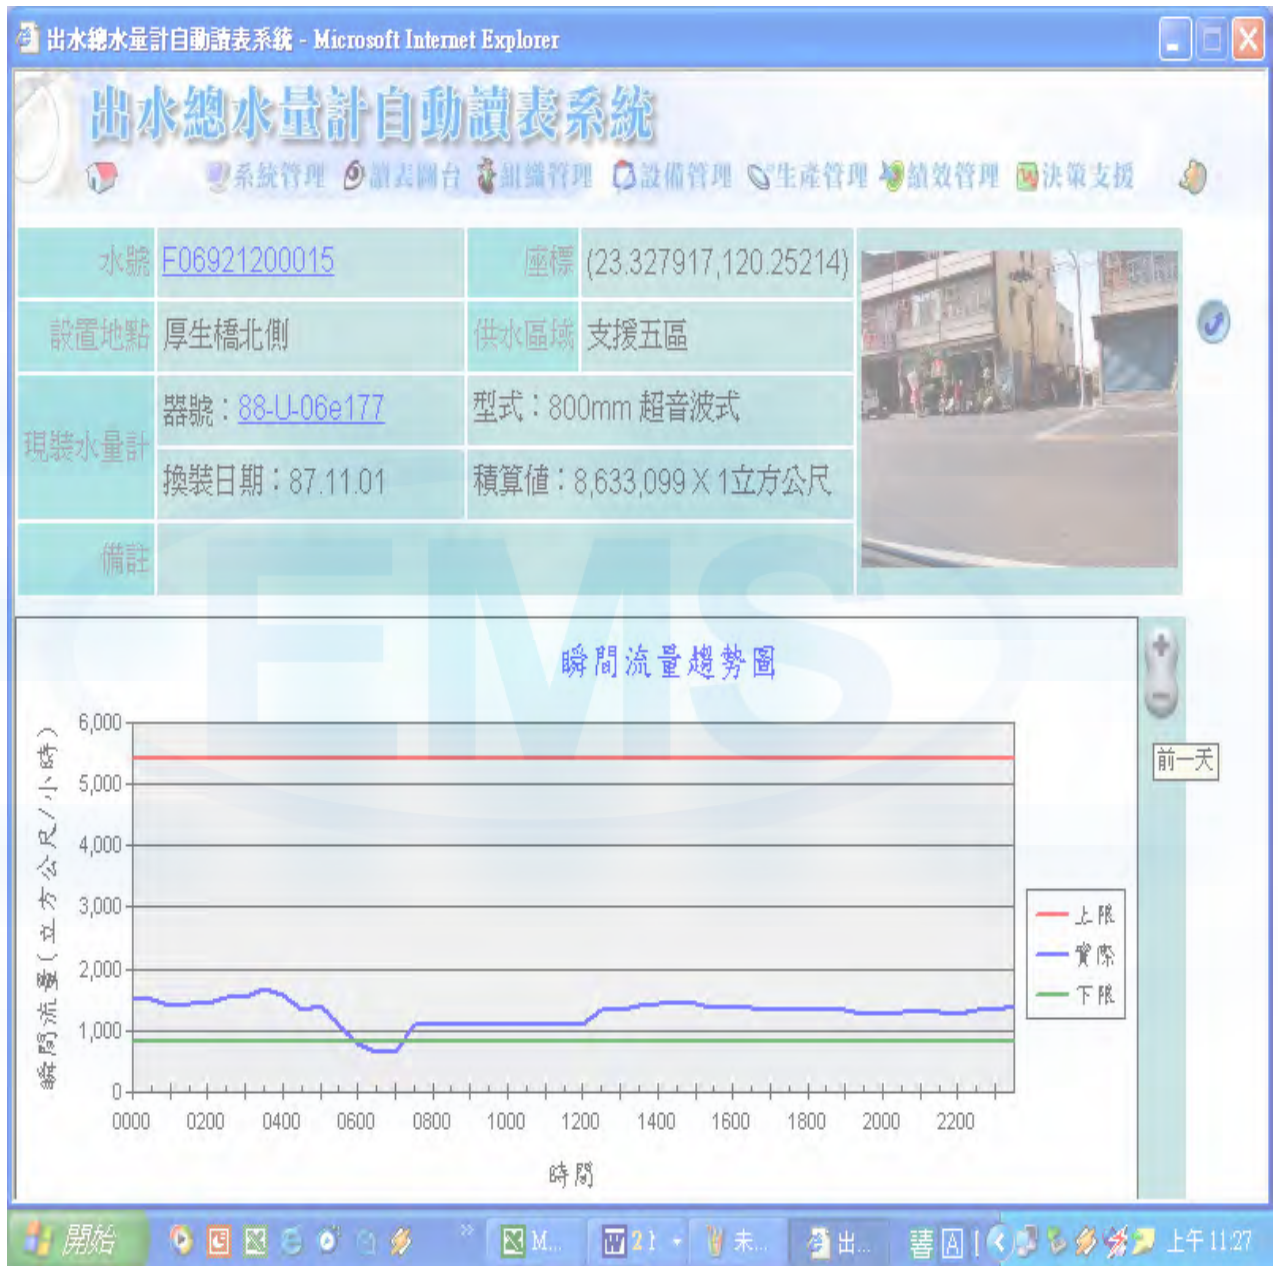 出水總水量計自動讀表系統 - Microsoft Internet Explorer
出水總水量計自動讀表系統
系統管理 讀表圖台 組織管理 設備管理 生產管理 績效管理 決策支援
水號 F06921200015 座標 (23.327917,120.25214)
設置地點 厚生橋北側 供水區域 支援五區
現裝水量計 器號：88-U-06e177 型式：800mm 超音波式
換裝日期：87.11.01 積算值：8,633,099 X 1立方公尺
備註
EMS
瞬間流量趨勢圖
前一天
瞬間流量(立方公尺/小時)
6,000
5,000
4,000
3,000
2,000
1,000
0
上限
實際
下限
0000 0200 0400 0600 0800 1000 1200 1400 1600 1800 2000 2200
時間
開始 M... 2 未... 出... A 上午 11:27